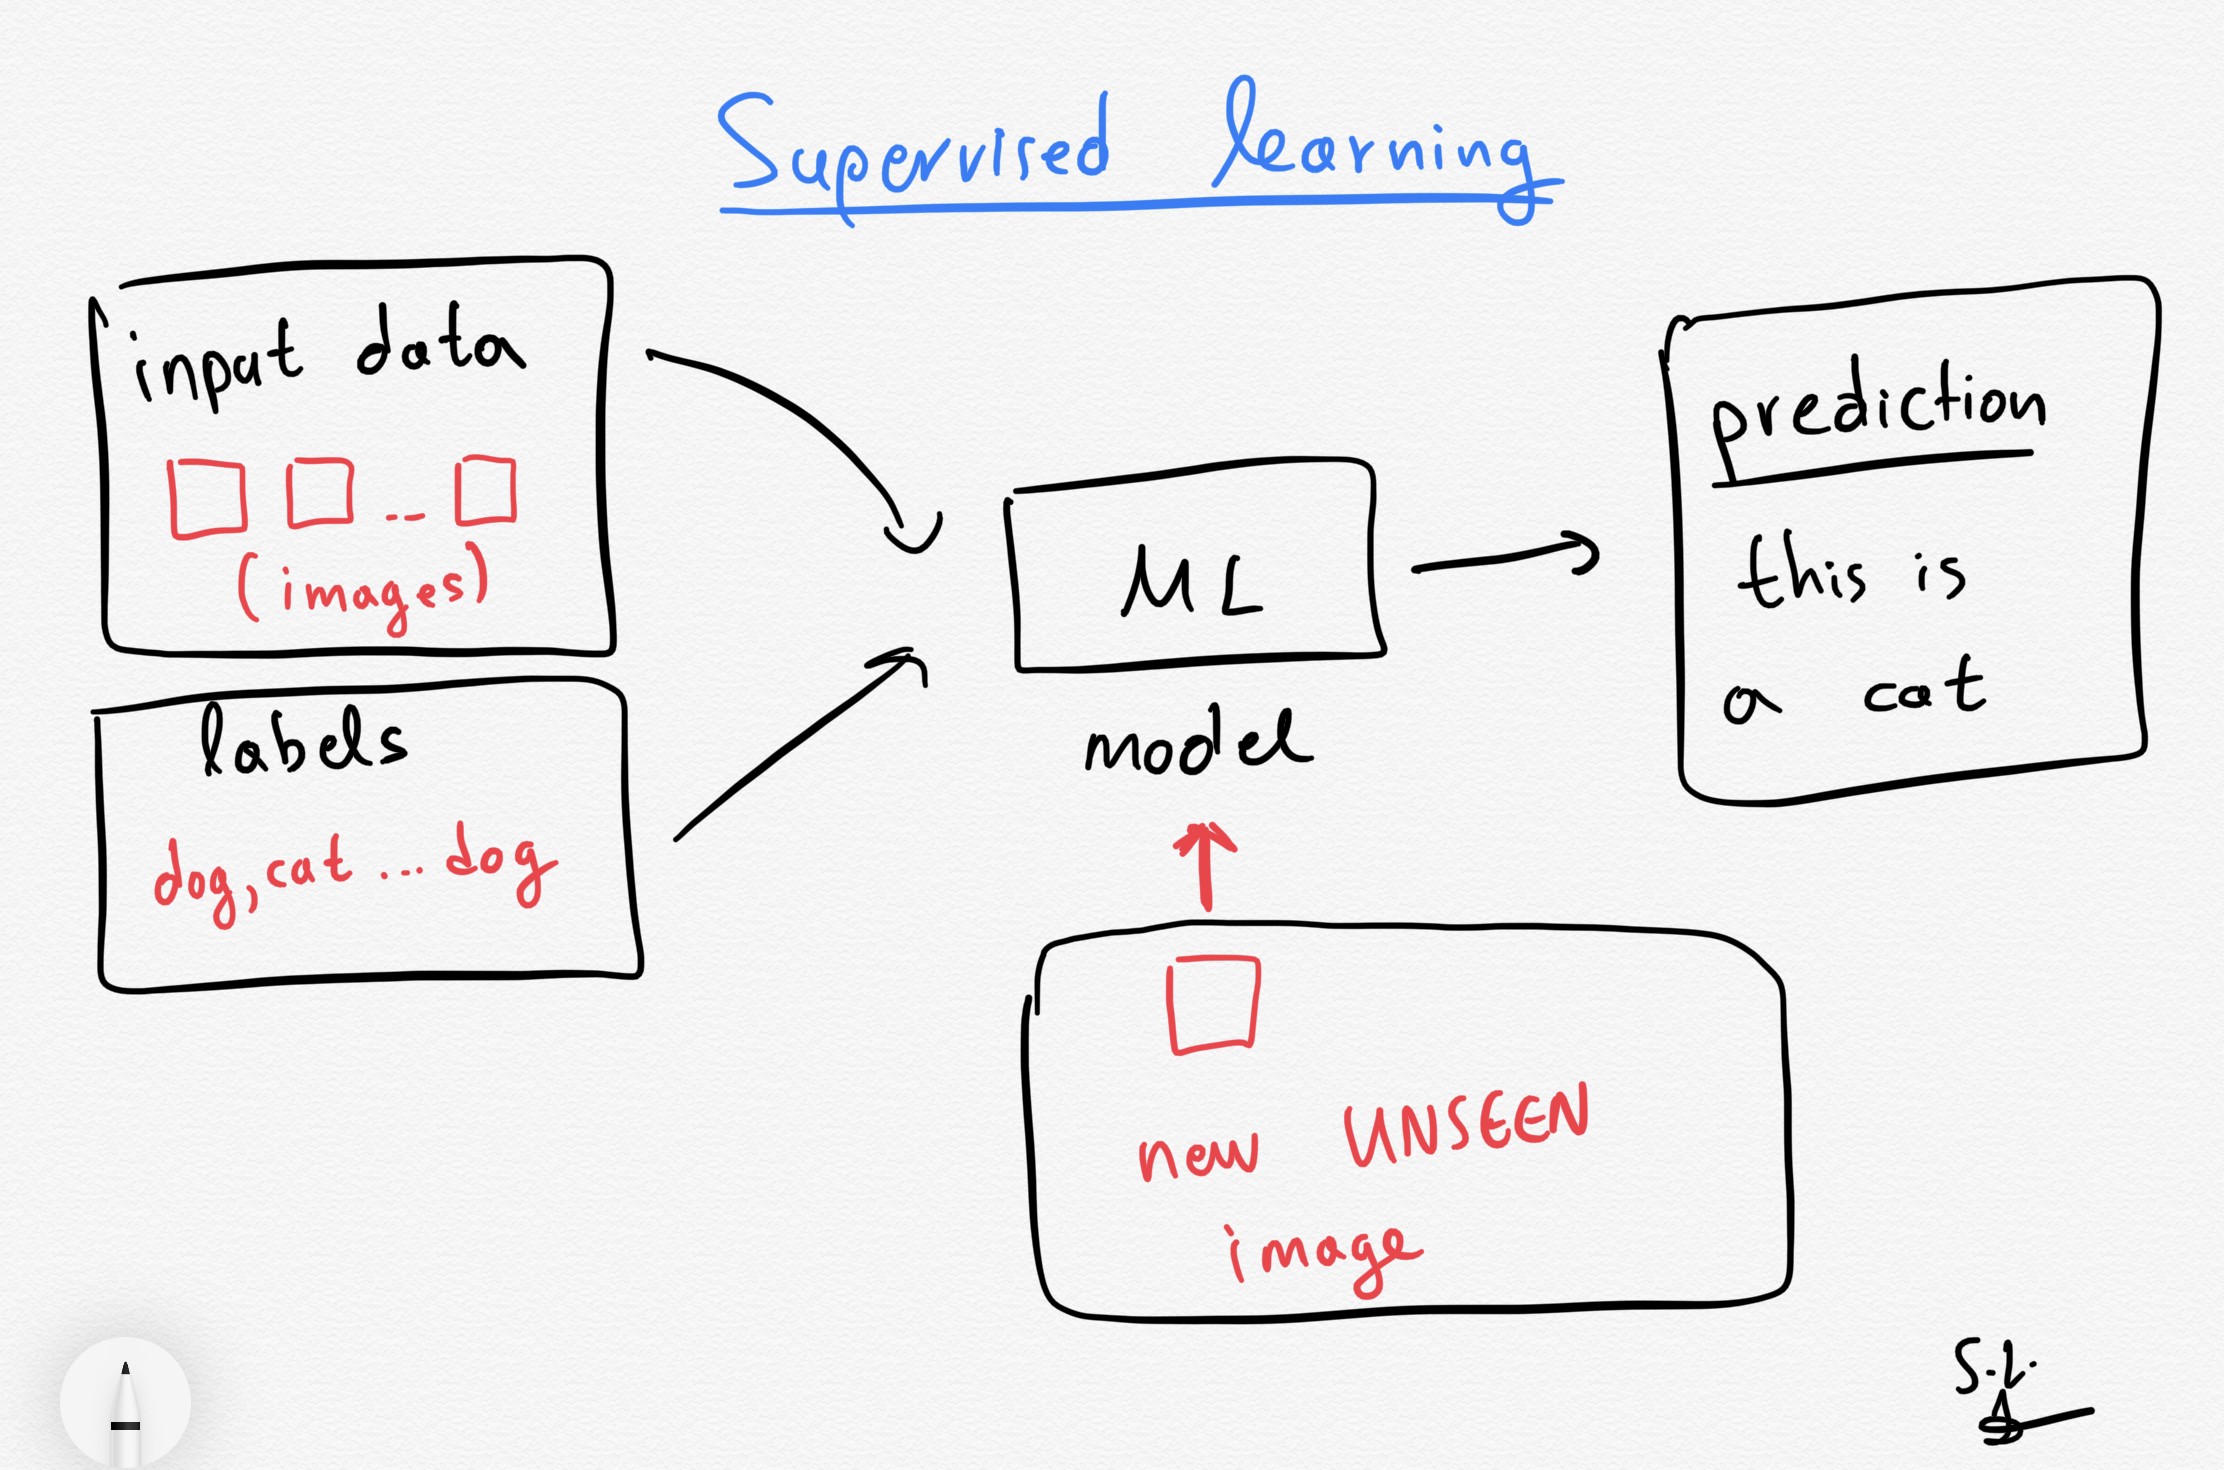 Supervised learning
input data
(images)
labels
dog, cat ... dog
ML
model
prediction
this is
a cat
new UNSEEN
image